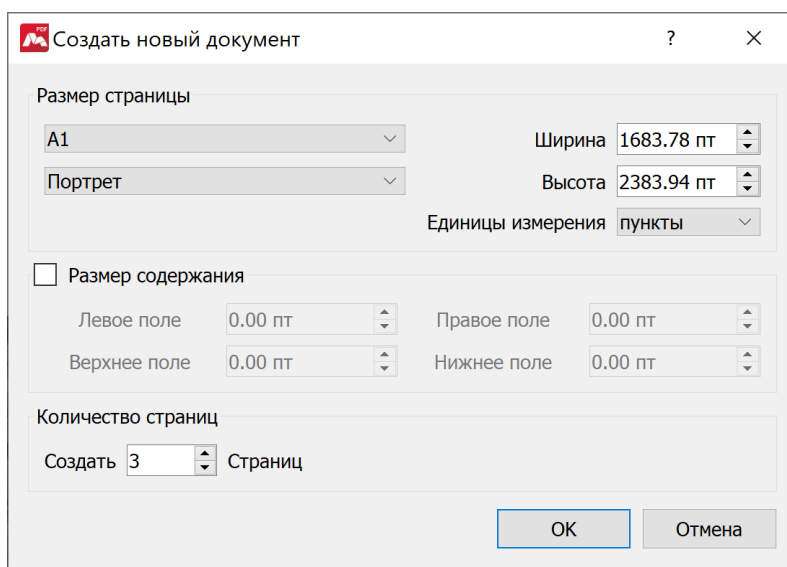 PDF
Создать новый документ ?
Размер страницы
A1 Ширина 1683.78 пт
Портрет Высота 2383.94 пт
Единицы измерения пункты
Размер содержания
Левое поле 0.00 пт Правое поле 0.00 пт
Верхнее поле 0.00 пт Нижнее поле 0.00 пт
Количество страниц
Создать 3 Страниц
OK Отмена